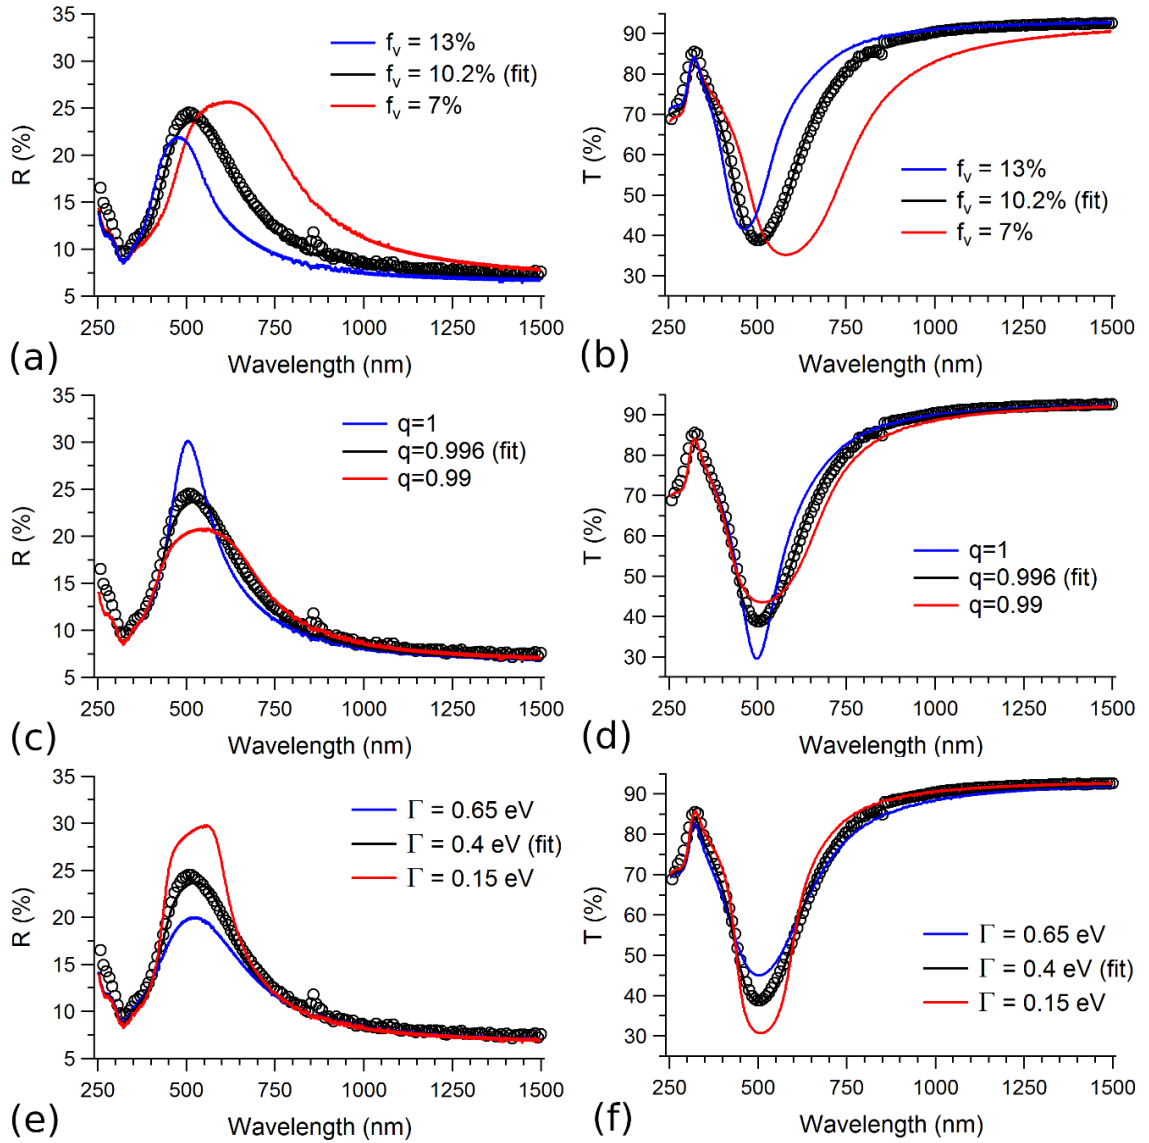 35
30
25
20
15
10
5
R (%)
f_v = 13%
f_v = 10.2% (fit)
f_v = 7%
250 500 750 1000 1250 1500
Wavelength (nm)
(a)
90
80
70
60
50
40
30
T (%)
f_v = 13%
f_v = 10.2% (fit)
f_v = 7%
250 500 750 1000 1250 1500
Wavelength (nm)
(b)
35
30
25
20
15
10
5
R (%)
q=1
q=0.996 (fit)
q=0.99
250 500 750 1000 1250 1500
Wavelength (nm)
(c)
90
80
70
60
50
40
30
T (%)
q=1
q=0.996 (fit)
q=0.99
250 500 750 1000 1250 1500
Wavelength (nm)
(d)
35
30
25
20
15
10
5
R (%)
Γ = 0.65 eV
Γ = 0.4 eV (fit)
Γ = 0.15 eV
250 500 750 1000 1250 1500
Wavelength (nm)
(e)
90
80
70
60
50
40
30
T (%)
Γ = 0.65 eV
Γ = 0.4 eV (fit)
Γ = 0.15 eV
250 500 750 1000 1250 1500
Wavelength (nm)
(f)